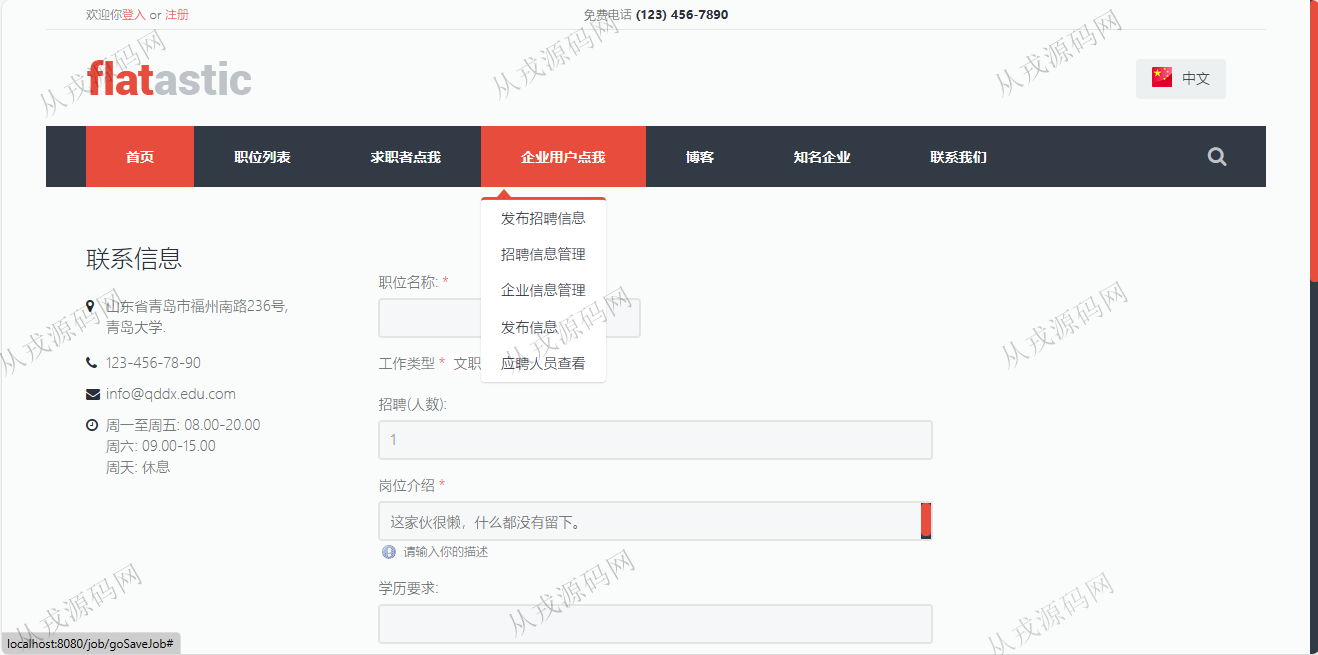 欢迎你登入 or 注册
免费电话 (123) 456-7890
flatastic
中文
首页 职位列表 求职者点我 企业用户点我 博客 知名企业 联系我们
发布招聘信息
招聘信息管理
企业信息管理
发布信息
应聘人员查看
联系信息
山东省青岛市福州南路236号,
青岛大学.
123-456-78-90
info@qddx.edu.com
周一至周五: 08.00-20.00
周六: 09.00-15.00
周天: 休息
职位名称: *
工作类型 * 文职
招聘(人数):
1
岗位介绍 *
这家伙很懒，什么都没有留下。
请输入你的描述
学历要求:
localhost:8080/job/goSaveJob#
从戎源码网
从戎源码网
从戎源码网
从戎源码网
从戎源码网
从戎源码网
从戎源码网
从戎源码网
从戎源码网